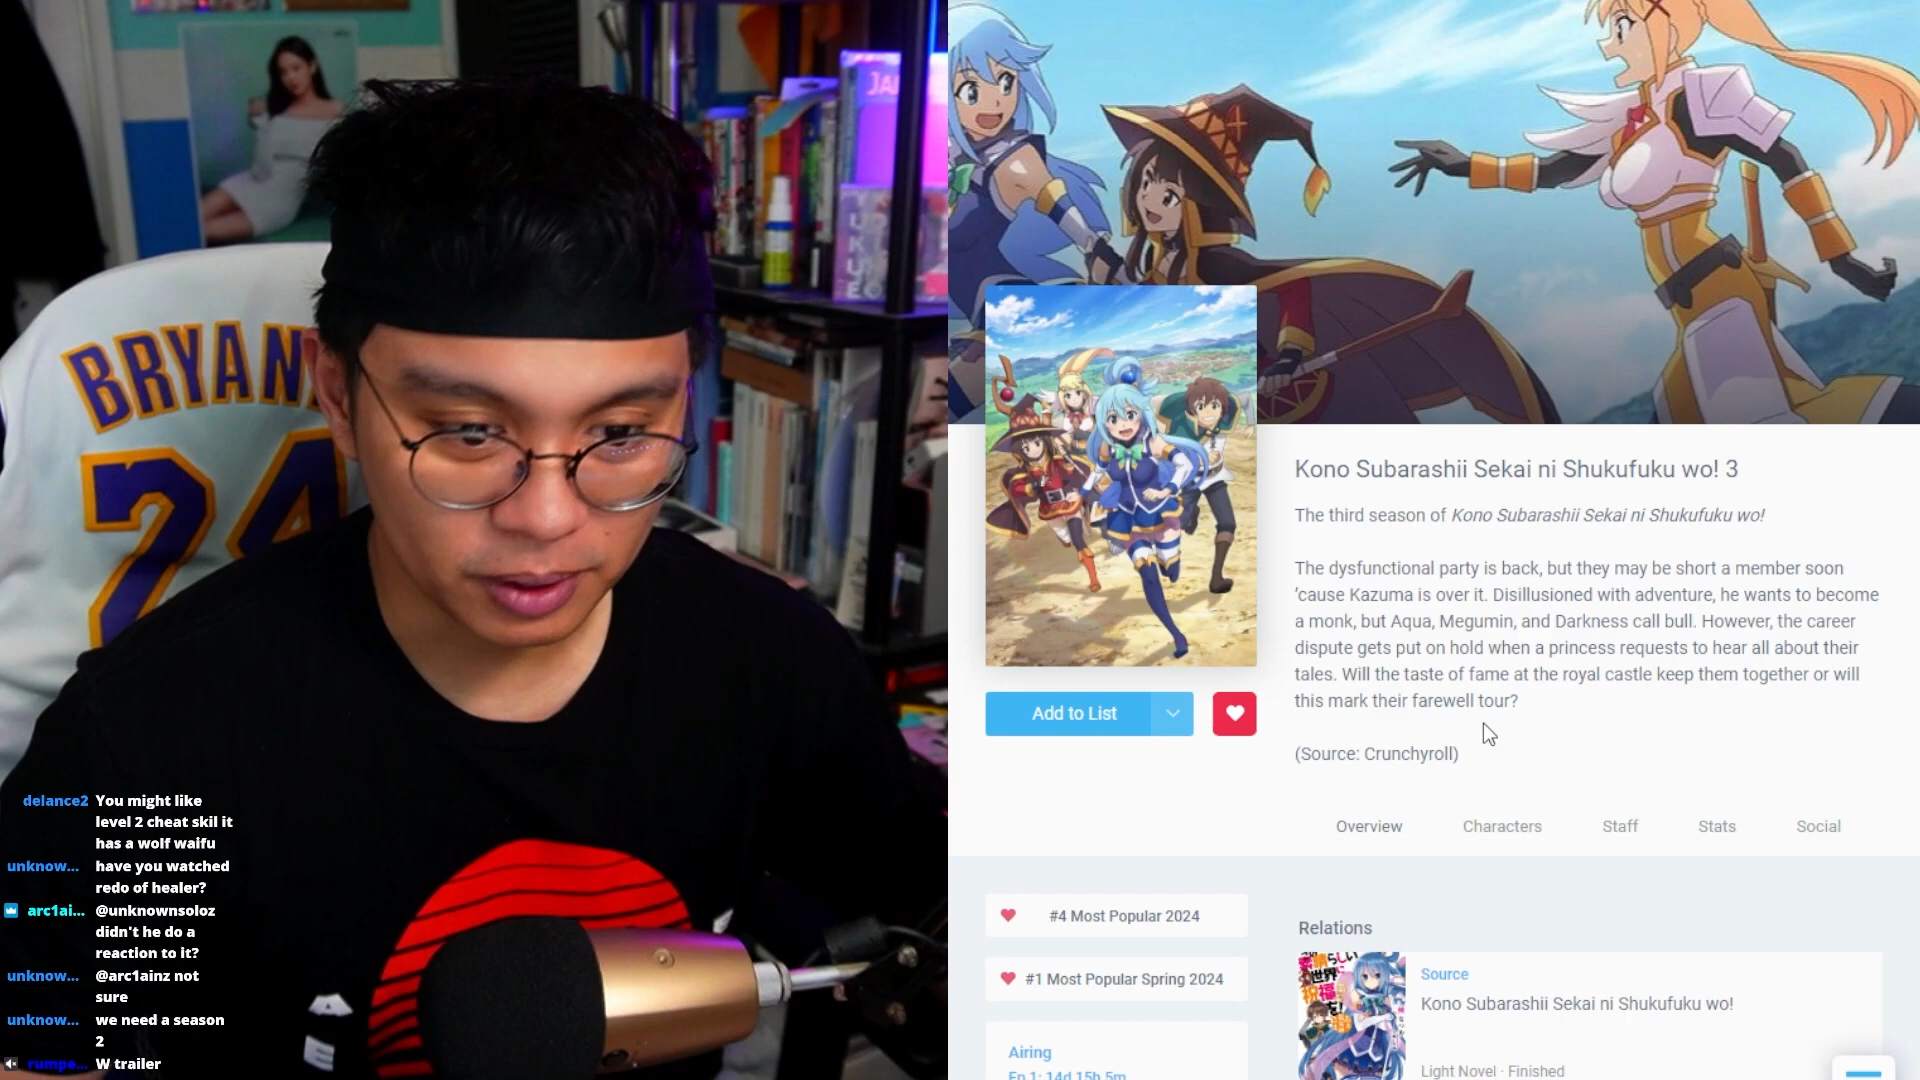 BRYAN
24
JA
delance2 You might like
level 2 cheat skil it
has a wolf waifu
unknow... have you watched
redo of healer?
arc1ai... @unknownsoloz
didn't he do a
reaction to it?
unknow... @arc1ainz not
sure
unknow... we need a season
2
rumpe... W trailer
Kono Subarashii Sekai ni Shukufuku wo! 3
The third season of Kono Subarashii Sekai ni Shukufuku wo!
The dysfunctional party is back, but they may be short a member soon
'cause Kazuma is over it. Disillusioned with adventure, he wants to become
a monk, but Aqua, Megumin, and Darkness call bull. However, the career
dispute gets put on hold when a princess requests to hear all about their
tales. Will the taste of fame at the royal castle keep them together or will
this mark their farewell tour?
(Source: Crunchyroll)
Add to List
Overview Characters Staff Stats Social
#4 Most Popular 2024
#1 Most Popular Spring 2024
Airing
Ep 1: 14d 15h 5m
Relations
Source
Kono Subarashii Sekai ni Shukufuku wo!
Light Novel · Finished